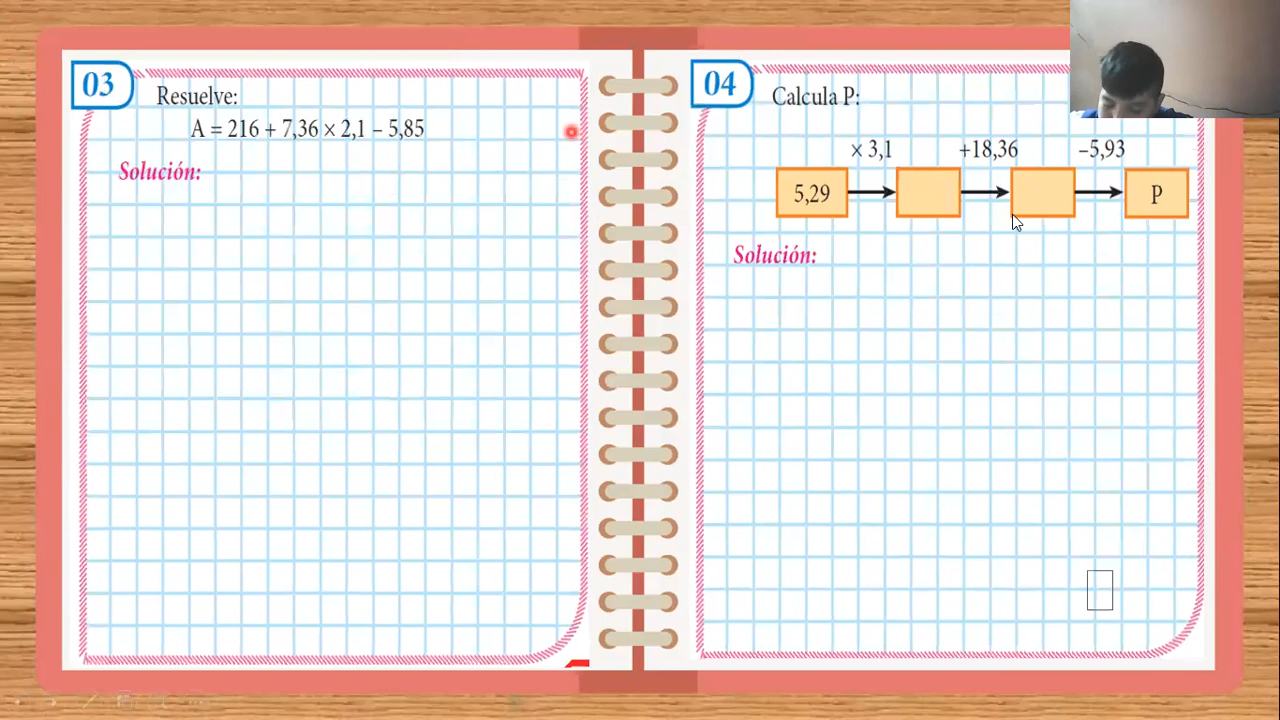 03
Resuelve:
A = 216 + 7,36 × 2,1 – 5,85
Solución:
04
Calcula P:
× 3,1 +18,36 –5,93
5,29 P
Solución: